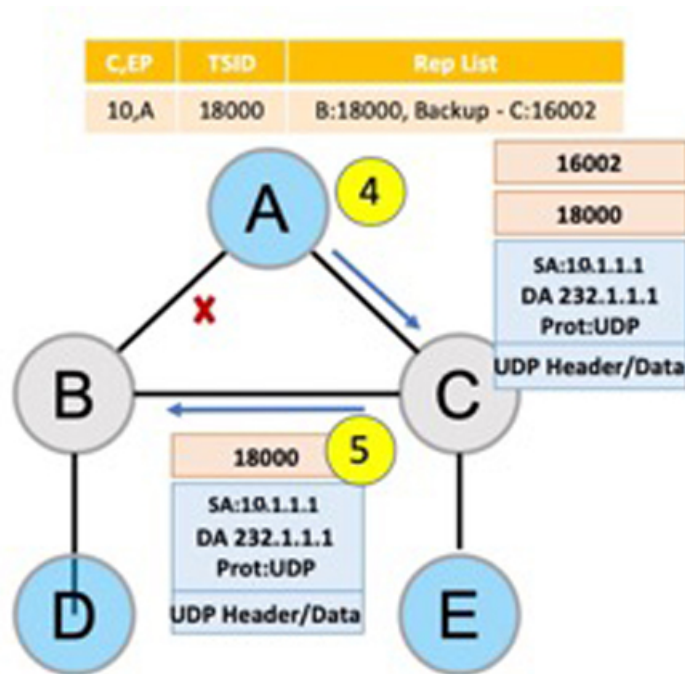 C,EP TSID Rep List
10,A 18000 B:18000, Backup - C:16002
16002
A 4
18000
SA:10.1.1.1
DA 232.1.1.1
Prot:UDP
x
UDP Header/Data
B
C
18000 5
SA:10.1.1.1
DA 232.1.1.1
Prot:UDP
UDP Header/Data
D
E